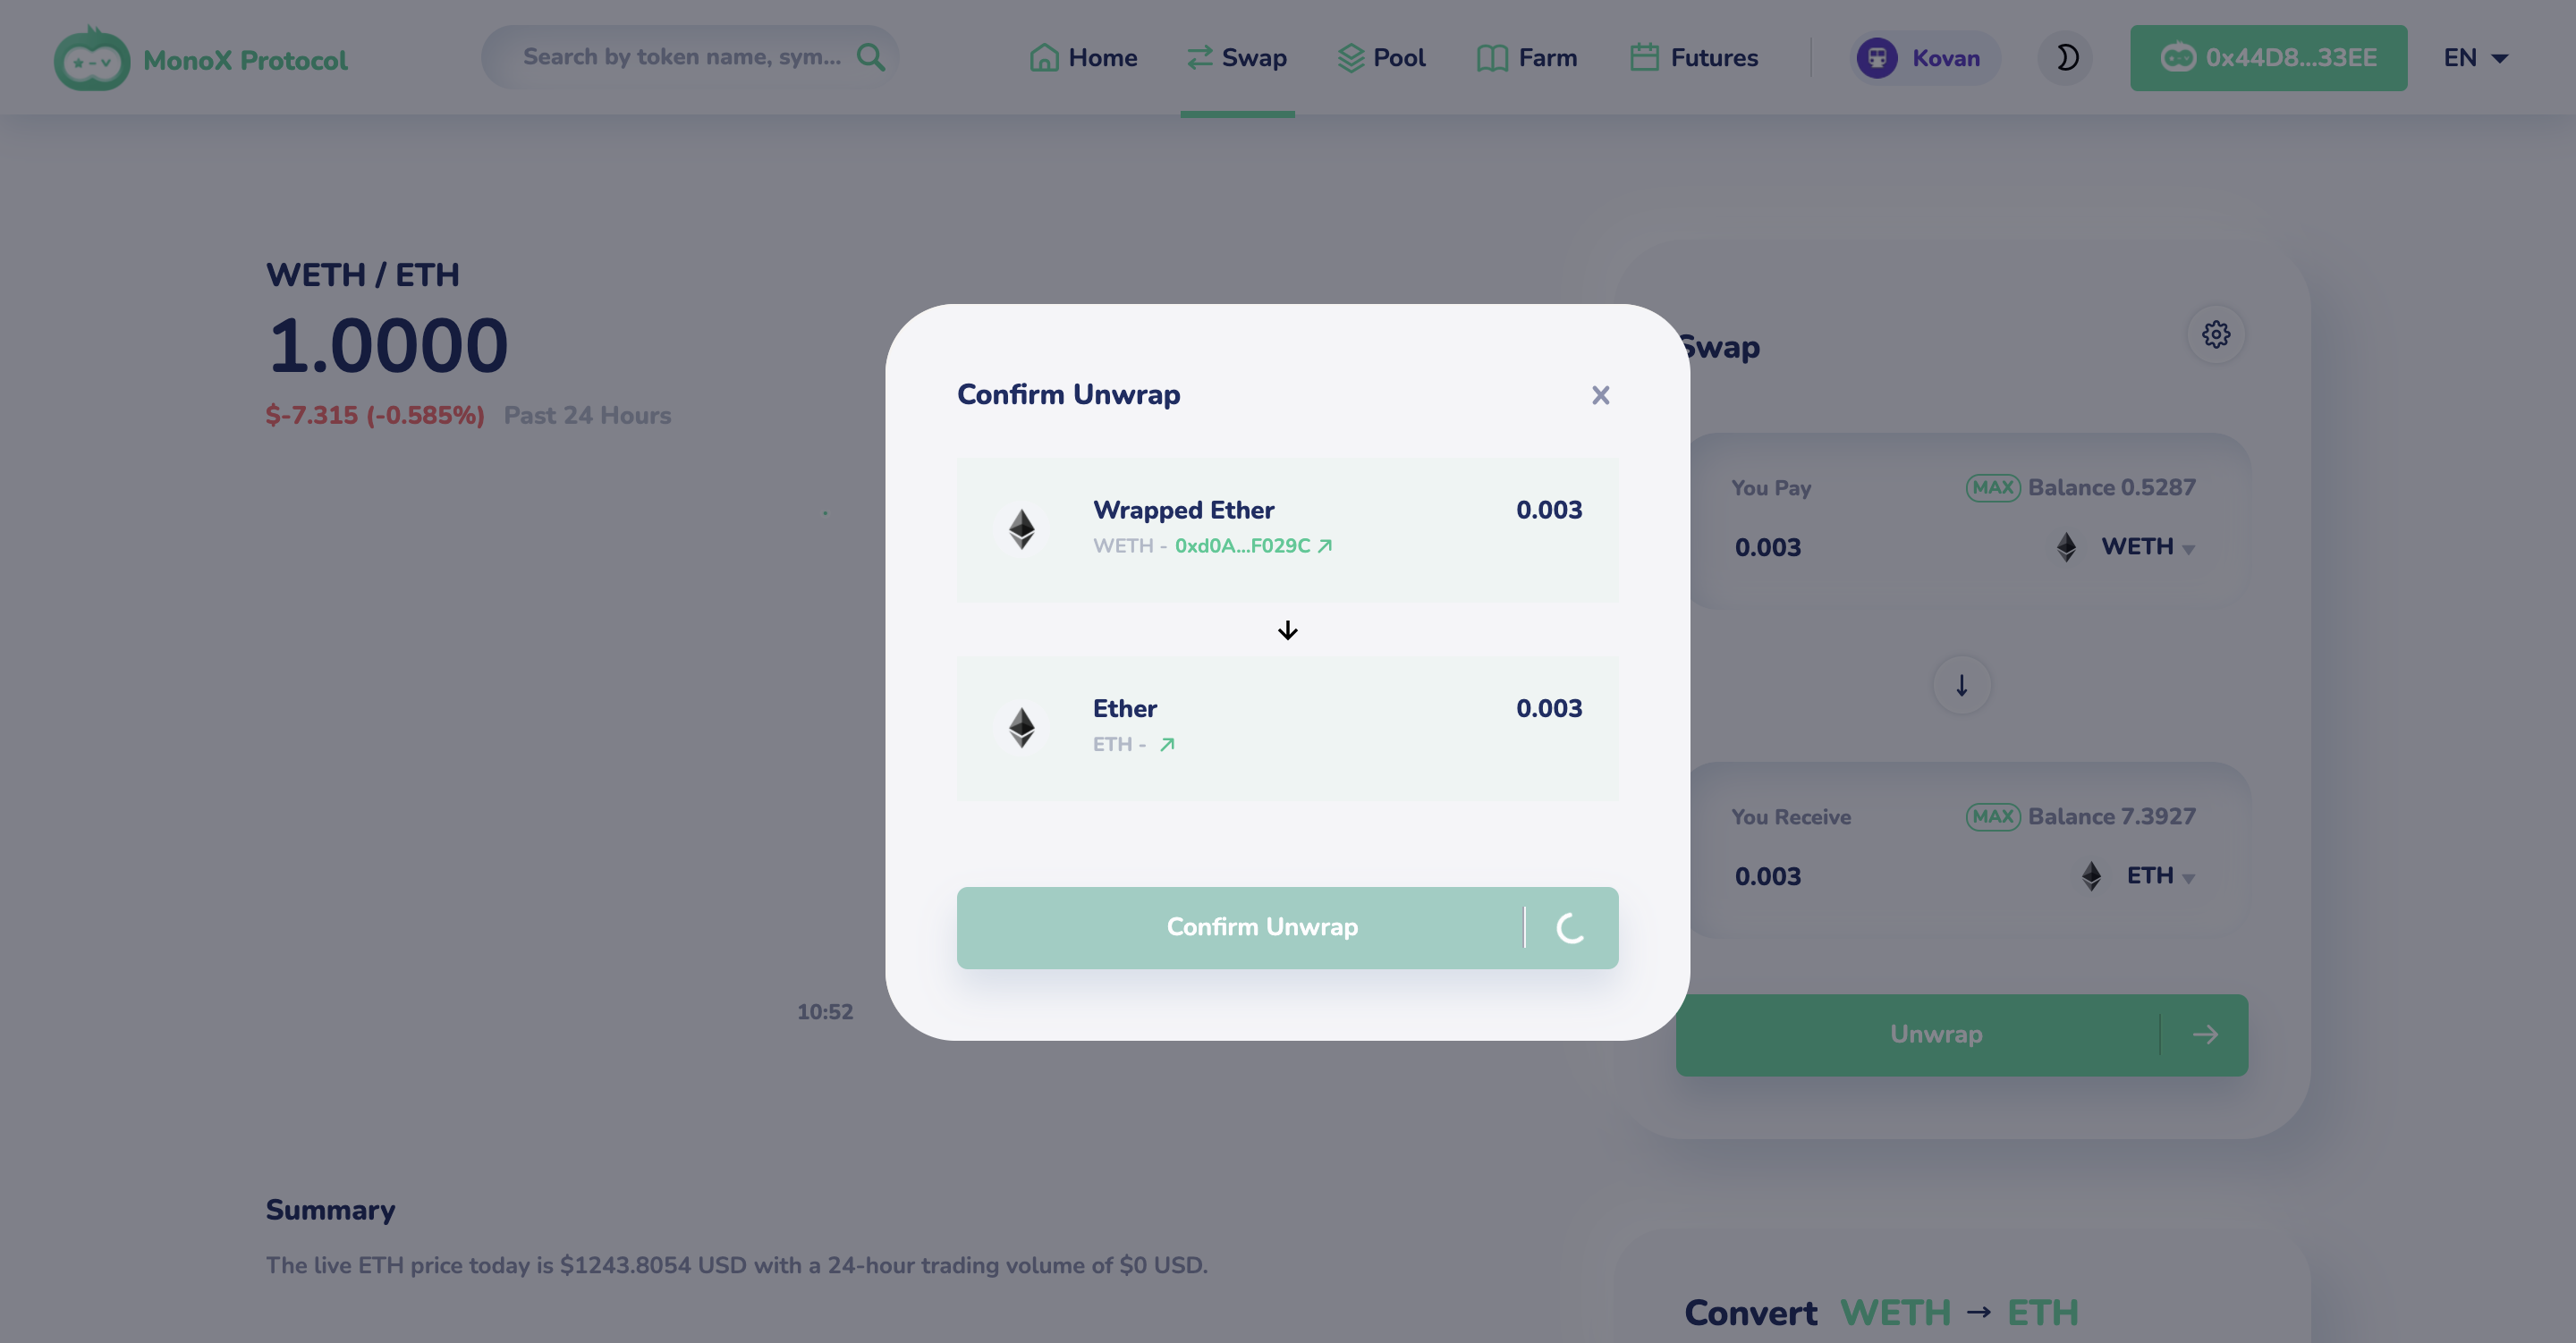 MonoX Protocol
Search by token name, sym...
Home
Swap
Pool
Farm
Futures
Kovan
0x44D8...33EE
EN
WETH / ETH
1.0000
$-7.315 (-0.585%) Past 24 Hours
10:52
Summary
The live ETH price today is $1243.8054 USD with a 24-hour trading volume of $0 USD.
Confirm Unwrap
Wrapped Ether 0.003
WETH - 0xd0A...F029C
Ether 0.003
ETH -
Confirm Unwrap
Swap
You Pay MAX Balance 0.5287
0.003 WETH
You Receive MAX Balance 7.3927
0.003 ETH
Unwrap
Convert WETH → ETH